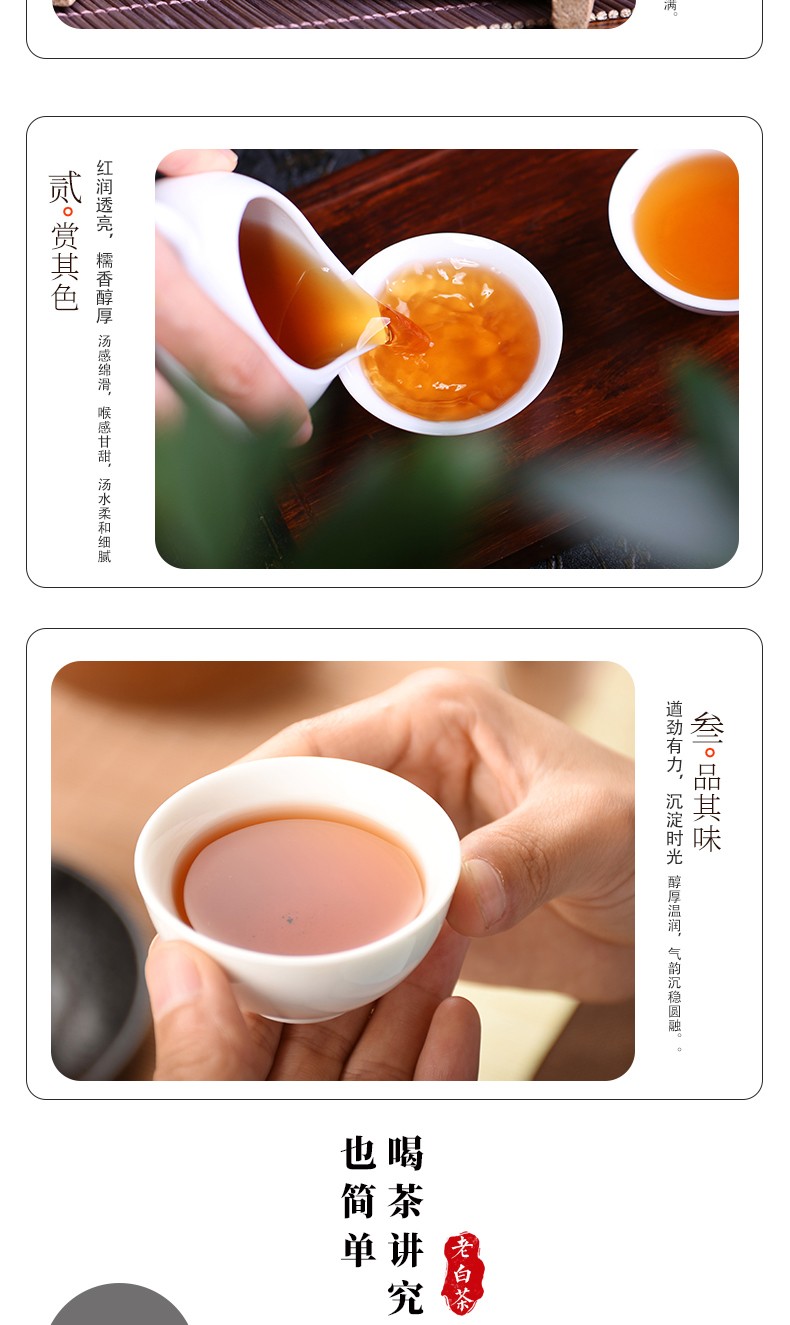 满。
贰
赏其色
红润透亮，糯香醇厚
汤感绵滑，喉感甘甜，汤水柔和细腻
叁
品其味
遒劲有力，沉淀时光
醇厚温润，气韵沉稳圆融。。
喝茶讲究
也简单
老白茶